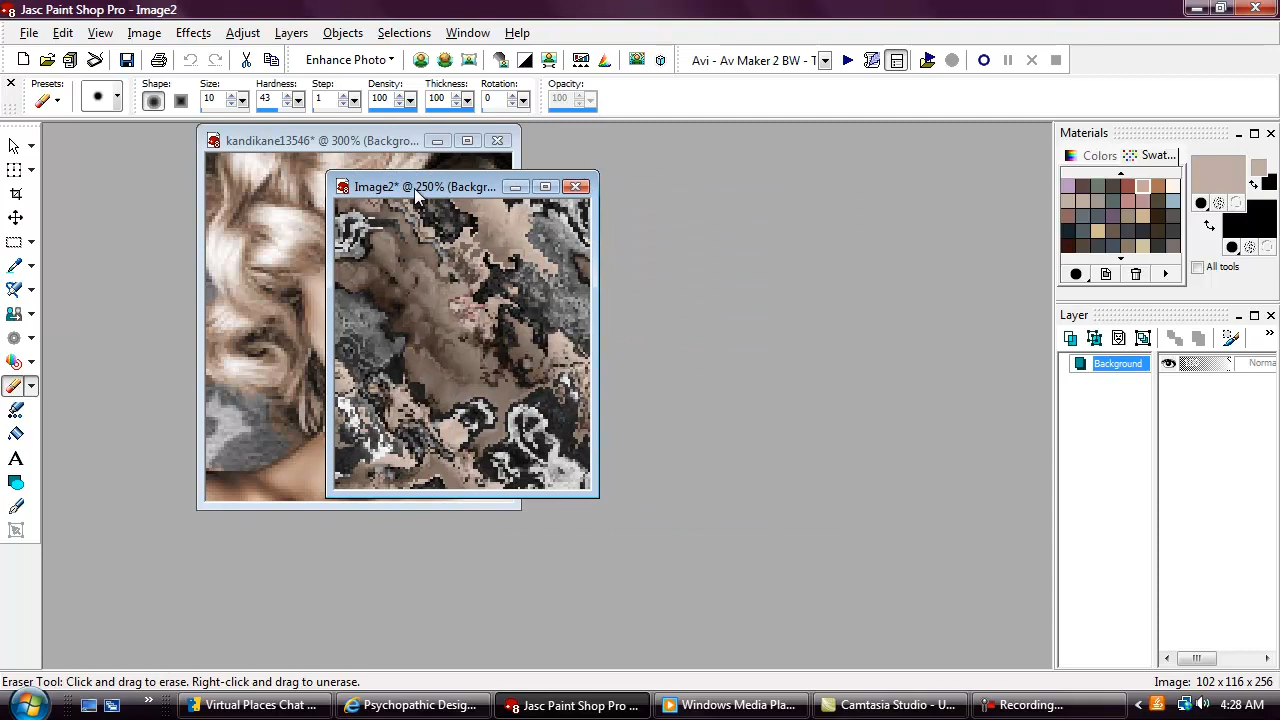 Jasc Paint Shop Pro - Image2
File Edit View Image Effects Adjust Layers Objects Selections Window Help
Enhance Photo
Avi - Av Maker 2 BW - T
Presets: Shape: Size: Hardness: Step: Density: Thickness: Rotation: Opacity:
10 43 1 100 100 0 100
kandikane13546* @ 300% (Backgro...
Image2* @ 250% (Backgr...
Materials
Colors Swat...
All tools
Layer
Background
Norma
Eraser Tool: Click and drag to erase. Right-click and drag to unerase.
Image: 102 x 116 x 256
Virtual Places Chat ...
Psychopathic Desig...
Jasc Paint Shop Pro ...
Windows Media Pla...
Camtasia Studio - U...
Recording...
4:28 AM